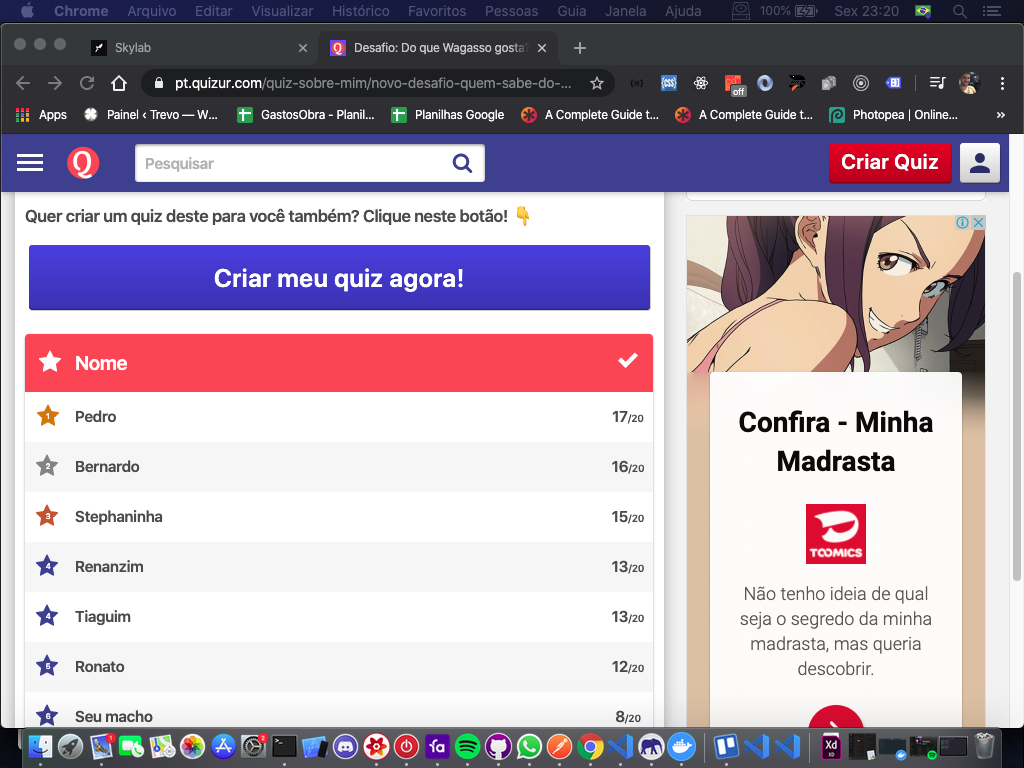 Chrome Arquivo Editar Visualizar Histórico Favoritos Pessoas Guia Janela Ajuda 100% Sex 23:20
Skylab
Desafio: Do que Wagasso gosta?
pt.quizur.com/quiz-sobre-mim/novo-desafio-quem-sabe-do-...
off
Apps Painel ‹ Trevo — W... GastosObra - Planil... Planilhas Google A Complete Guide t... A Complete Guide t... Photopea | Online... »
Q Pesquisar Criar Quiz
Quer criar um quiz deste para você também? Clique neste botão! 👇
Criar meu quiz agora!
Nome
1 Pedro 17/20
2 Bernardo 16/20
3 Stephaninha 15/20
4 Renanzim 13/20
4 Tiaguim 13/20
5 Ronato 12/20
6 Seu macho 8/20
Confira - Minha
Madrasta
TOOMICS
Não tenho ideia de qual
seja o segredo da minha
madrasta, mas queria
descobrir.
fa
Xd